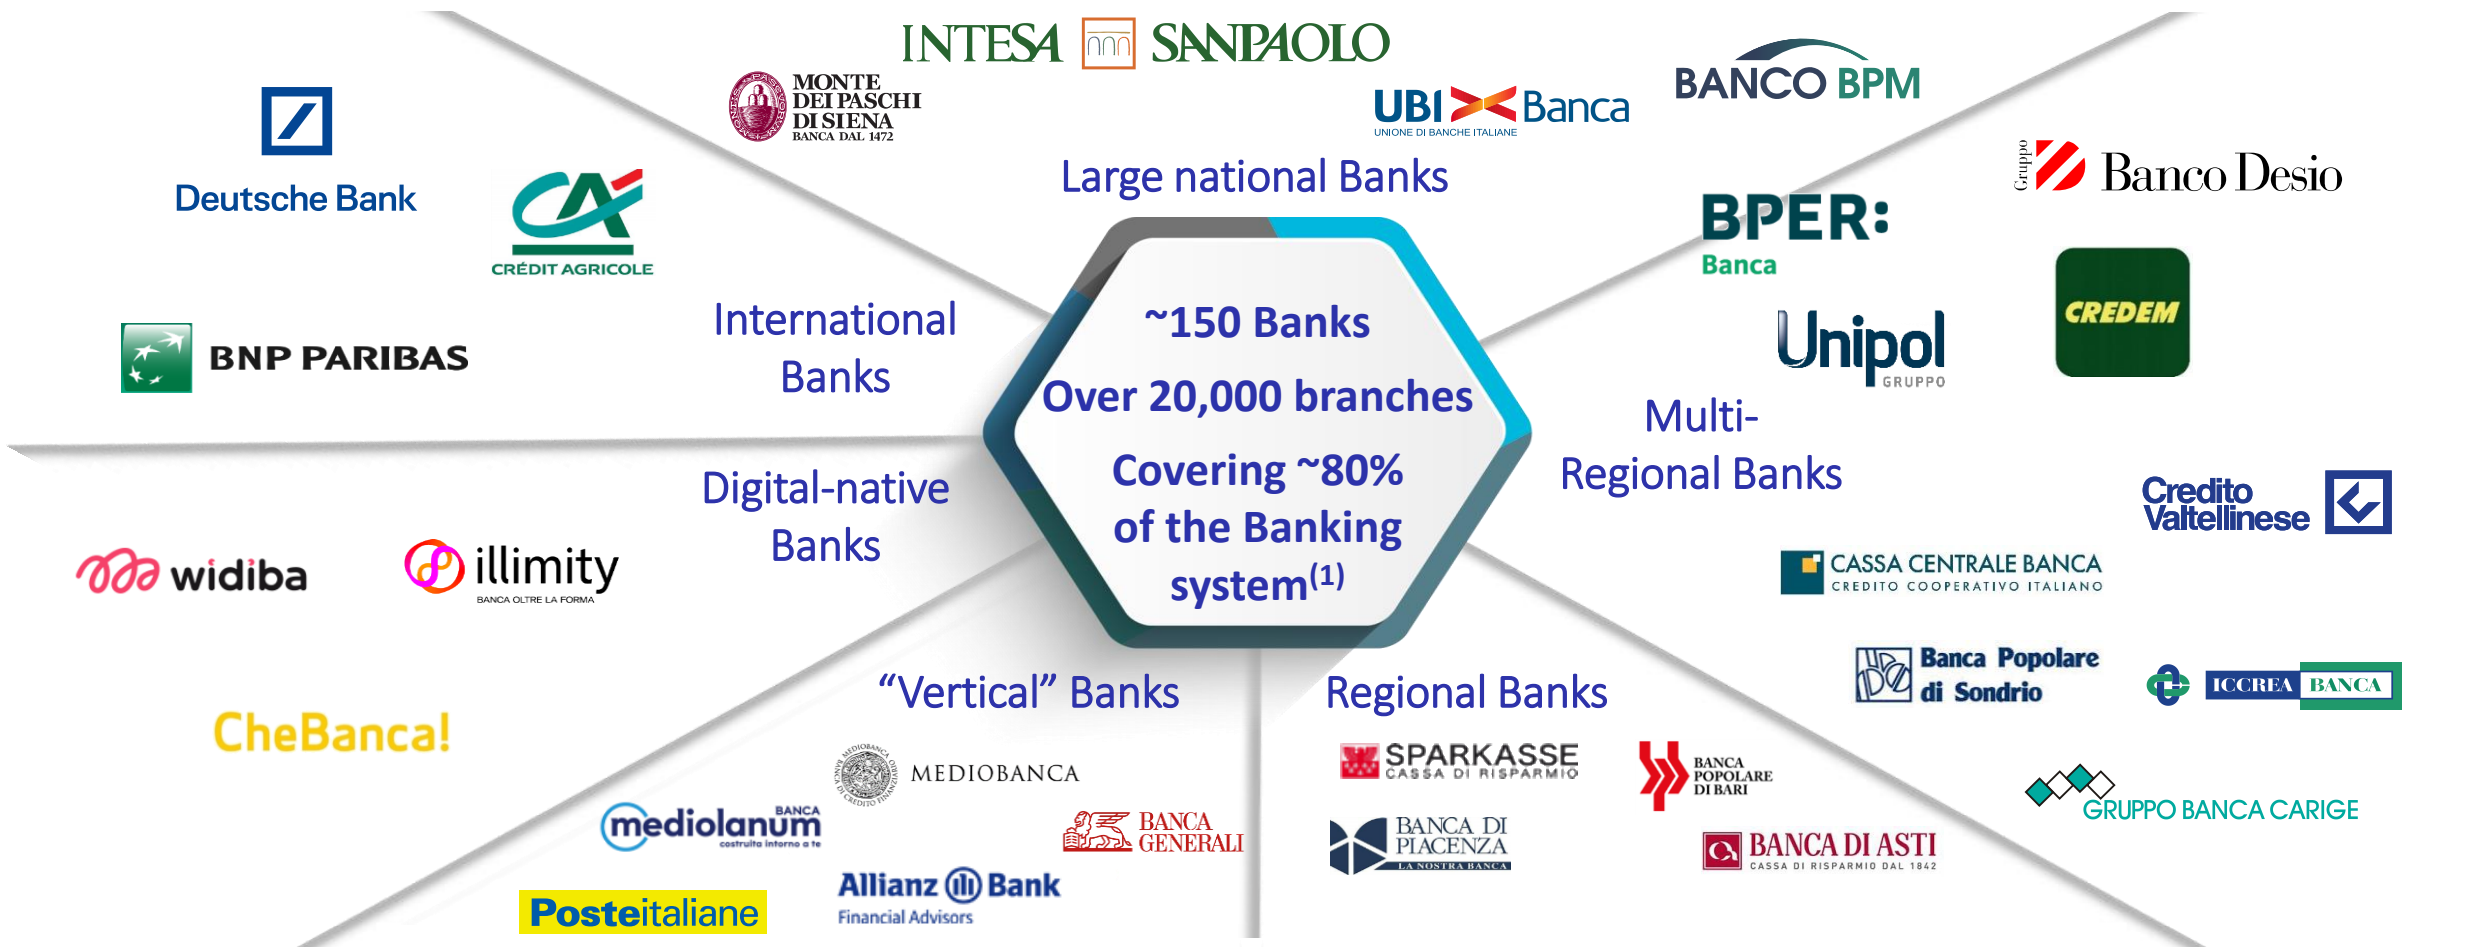 INTESA SANPAOLO
MONTE
DEI PASCHI
DI SIENA
BANCA DAL 1472
UBI Banca
UNIONE DI BANCHE ITALIANE
BANCO BPM
Large national Banks
Deutsche Bank
CRÉDIT AGRICOLE
BNP PARIBAS
International
Banks
Gruppo Banco Desio
BPER:
Banca
CREDEM
Unipol
GRUPPO
Multi-
Regional Banks
Credito
Valtellinese
CASSA CENTRALE BANCA
CREDITO COOPERATIVO ITALIANO
Banca Popolare
di Sondrio
ICCREA BANCA
GRUPPO BANCA CARIGE
~150 Banks
Over 20,000 branches
Covering ~80%
of the Banking
system(1)
Digital-native
Banks
widiba
illimity
BANCA OLTRE LA FORMA
CheBanca!
"Vertical" Banks
MEDIOBANCA
BANCA
mediolanum
costruita intorno a te
BANCA
GENERALI
Allianz Bank
Financial Advisors
Posteitaliane
Regional Banks
SPARKASSE
CASSA DI RISPARMIO
BANCA
POPOLARE
DI BARI
BANCA DI
PIACENZA
LA NOSTRA BANCA
BANCA DI ASTI
CASSA DI RISPARMIO DAL 1842